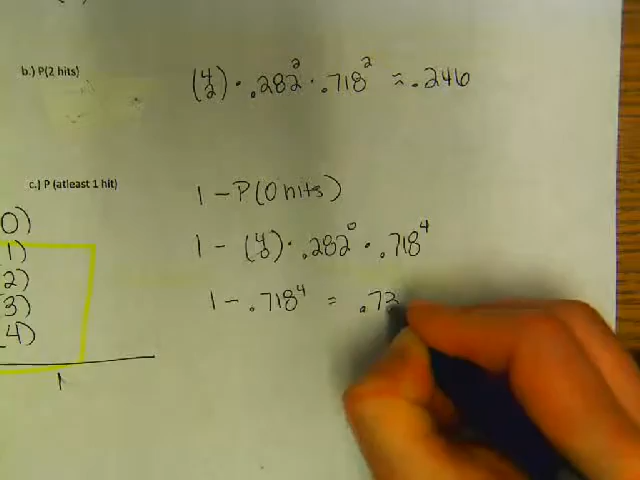 b.) P(2 hits)
(4 2) · .282² · .718² ≈ .246
c.) P (atleast 1 hit)
1 - P(0 hits)
0)
1 - (4 0) · .282⁰ · .718⁴
1)
2)
3)
1 - .718⁴ = .73
4)
1